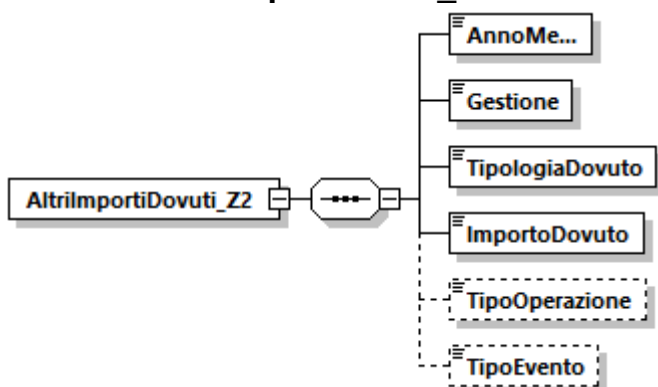 AnnoMe...
Gestione
TipologiaDovuto
AltriImportiDovuti_Z2
ImportoDovuto
TipoOperazione
TipoEvento